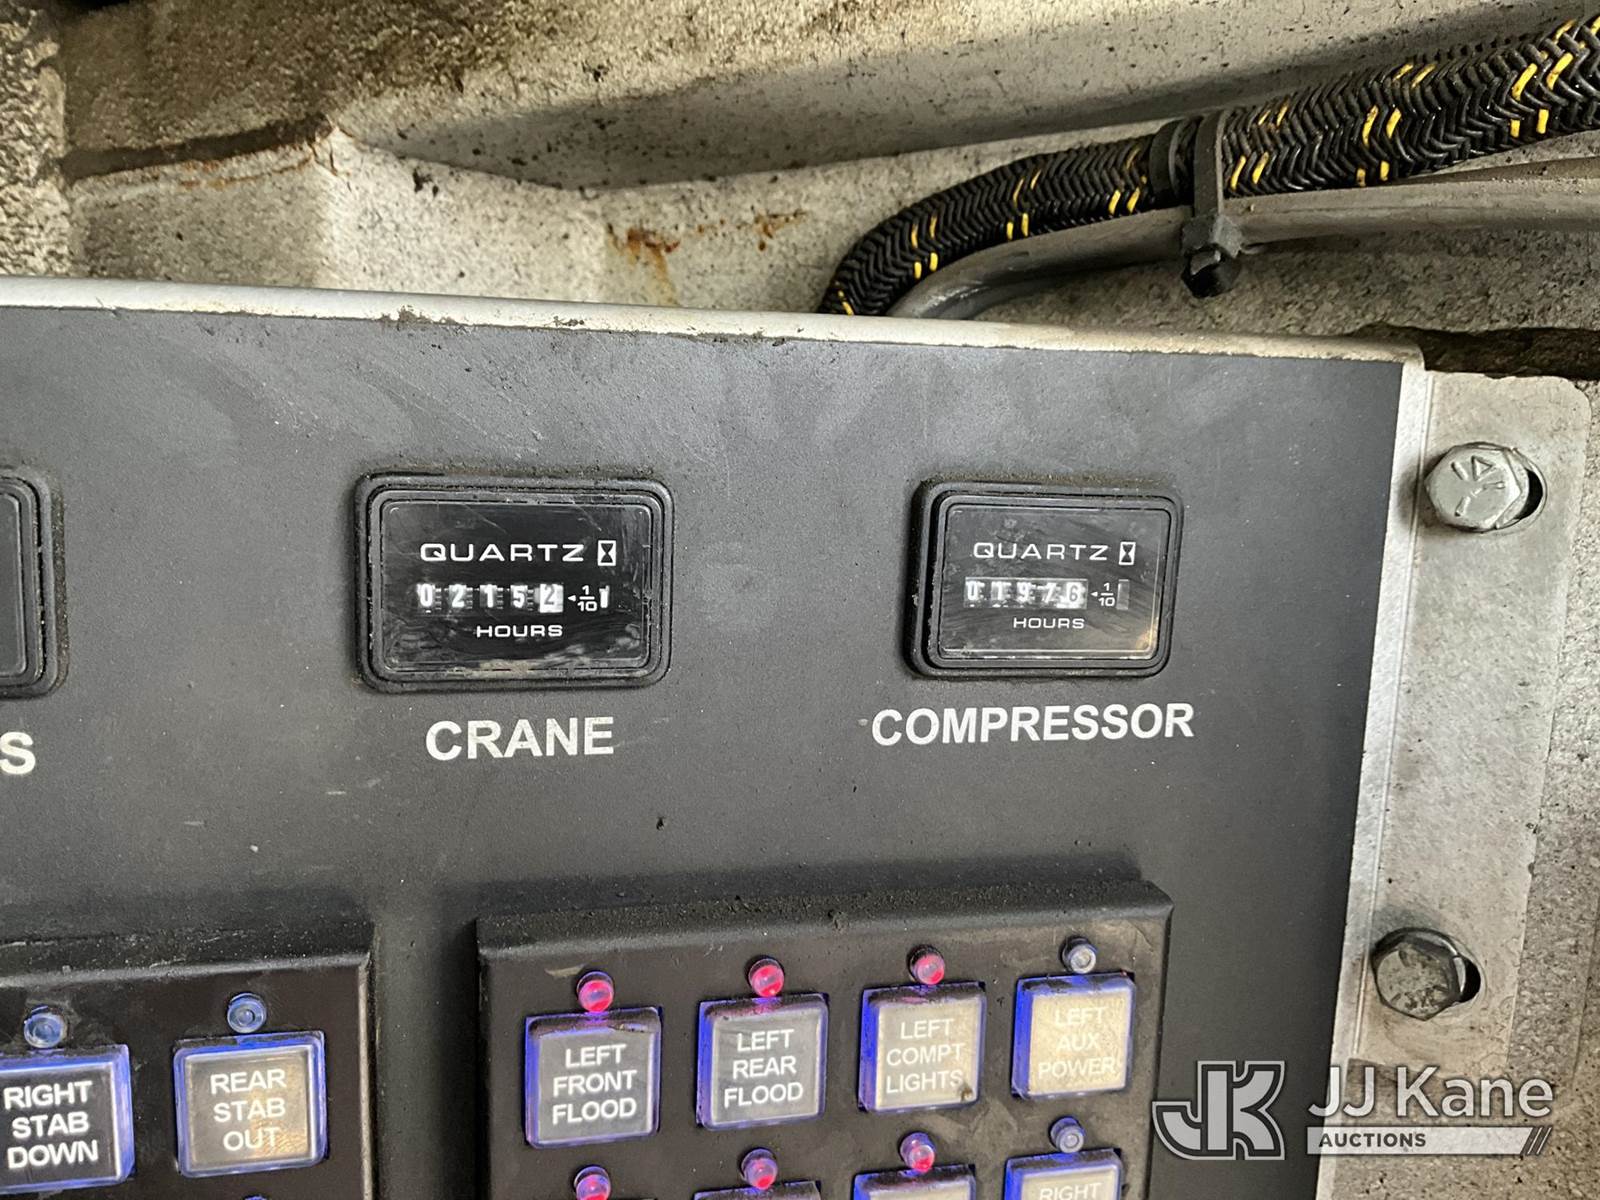 QUARTZ
02152 1/10
HOURS
CRANE
QUARTZ
01976 1/10
HOURS
COMPRESSOR
S
RIGHT
STAB
DOWN
REAR
STAB
OUT
LEFT
FRONT
FLOOD
LEFT
REAR
FLOOD
LEFT
COMPT
LIGHTS
LEFT
AUX
POWER
RIGHT
JK
JJ Kane
AUCTIONS